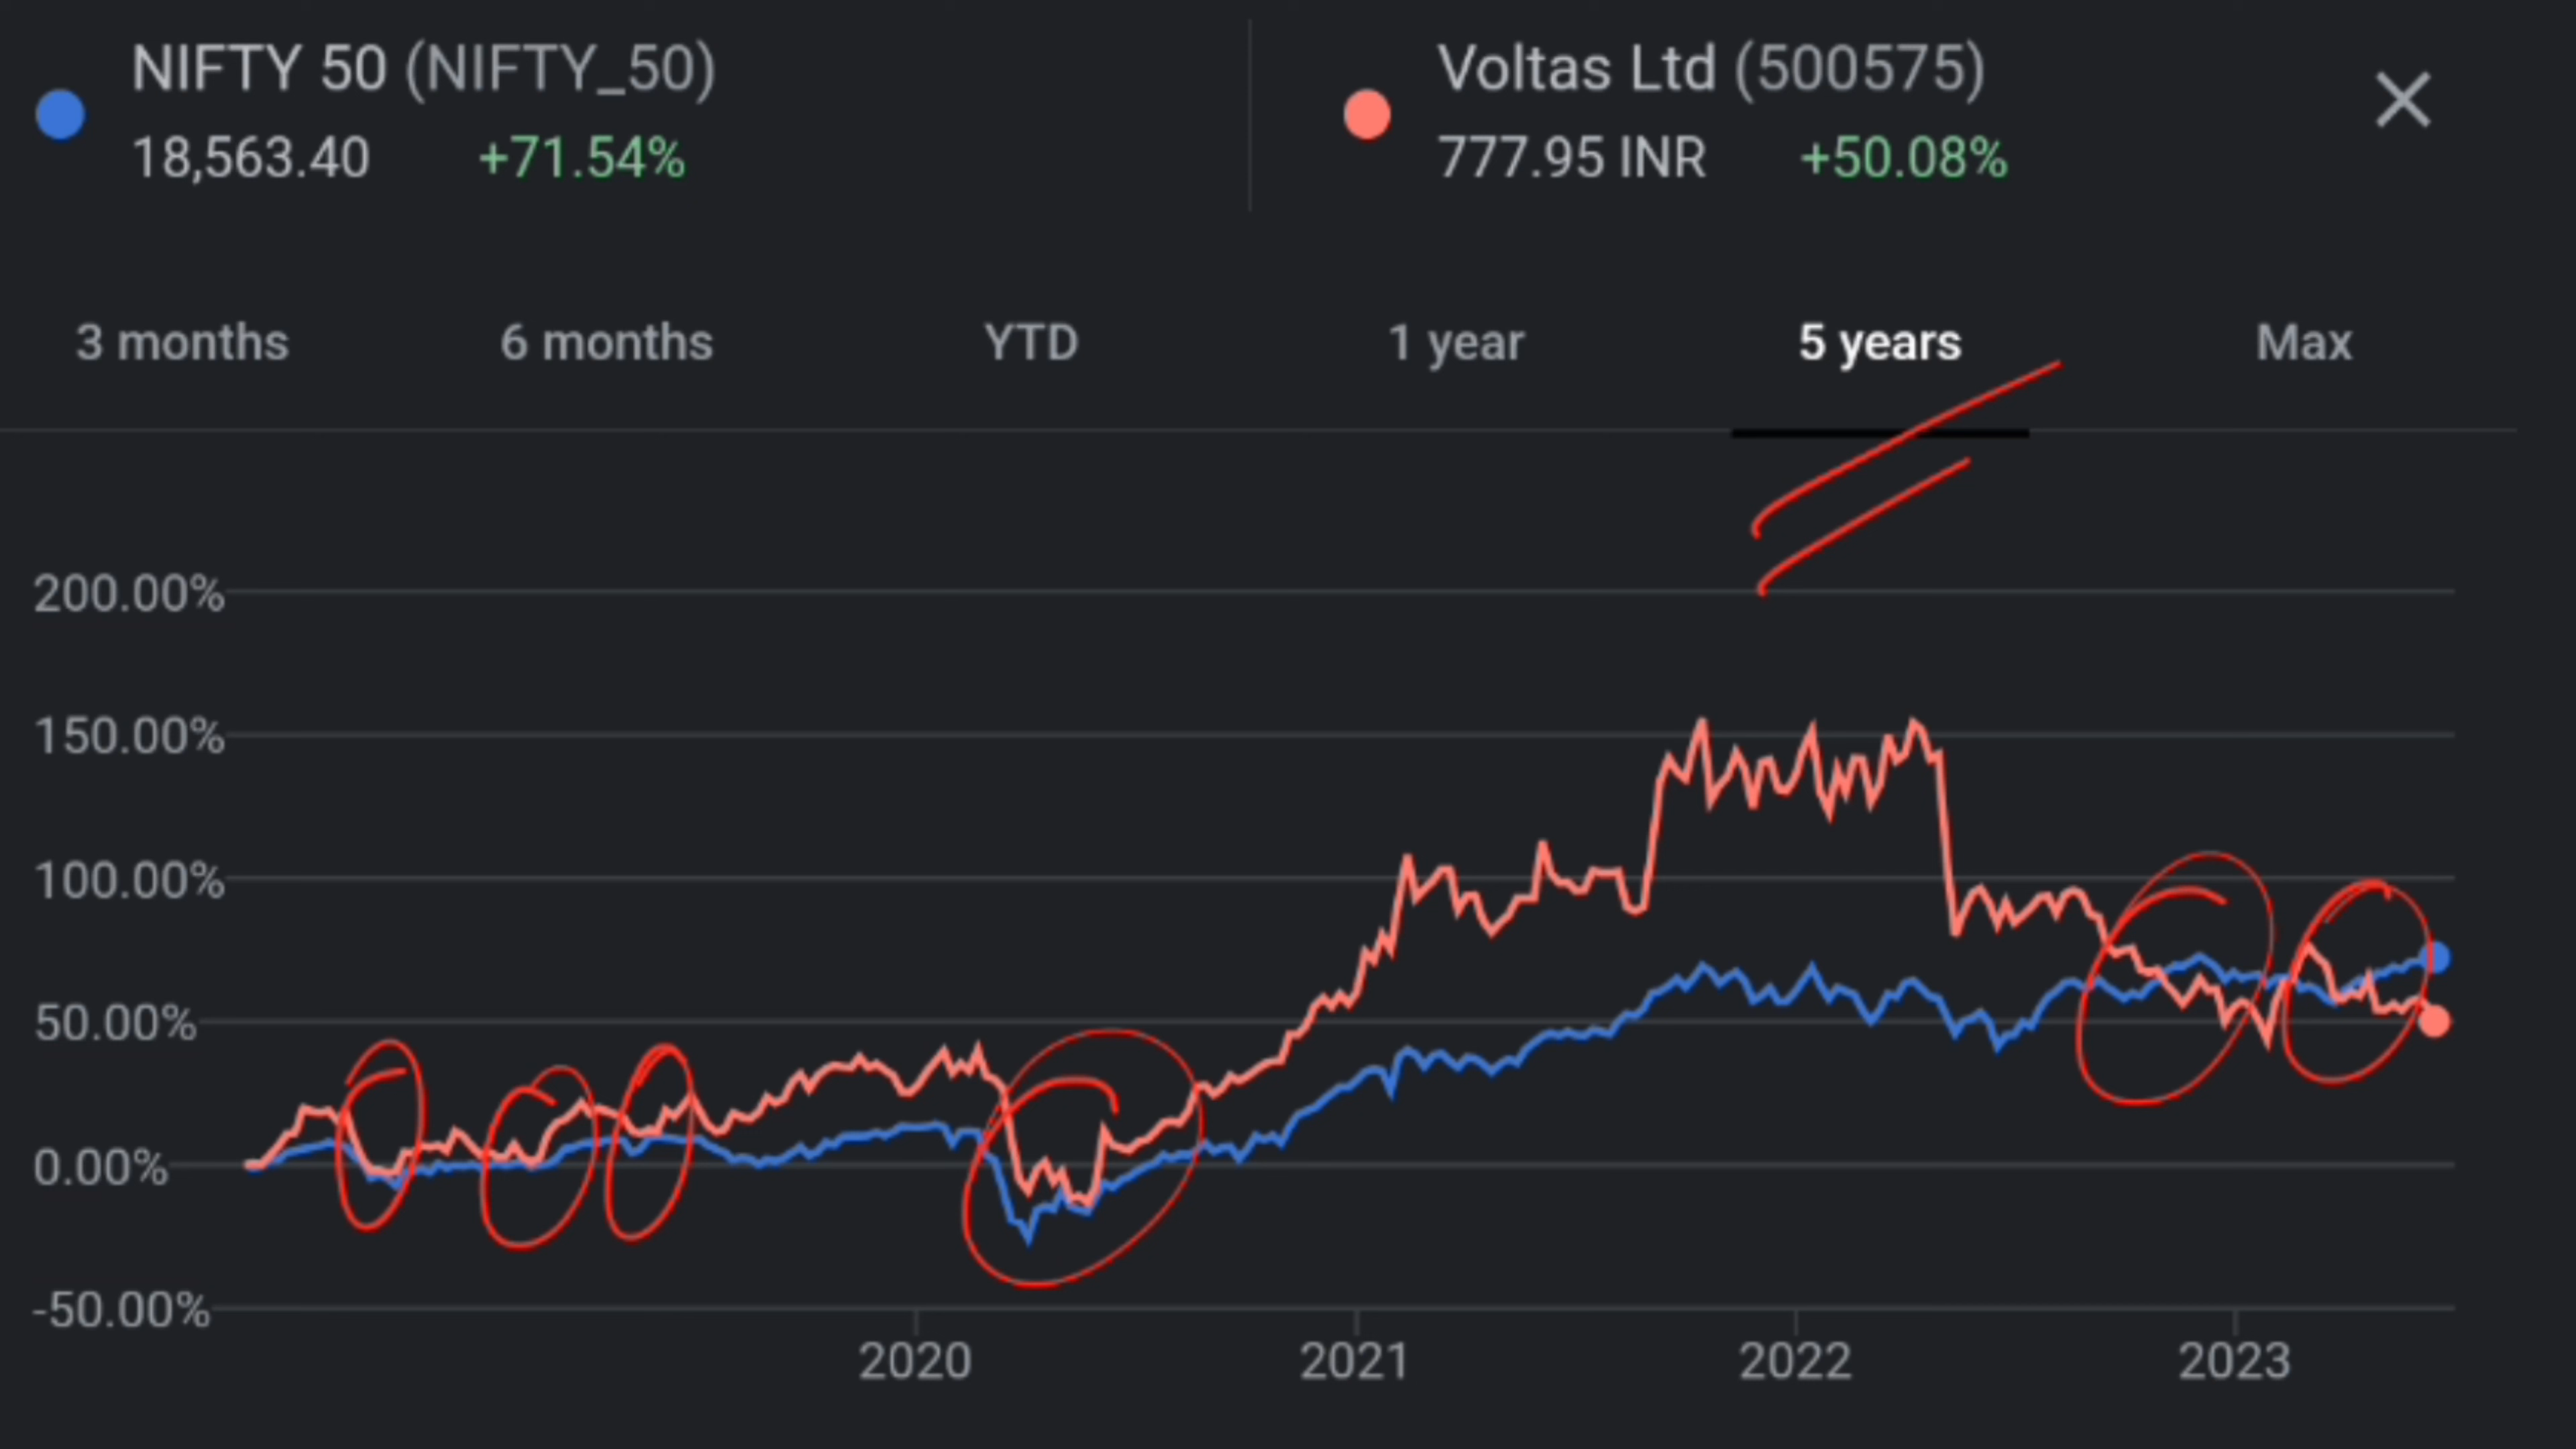 NIFTY 50 (NIFTY_50)
18,563.40 +71.54%
Voltas Ltd (500575)
777.95 INR +50.08%
3 months 6 months YTD 1 year 5 years Max
200.00%
150.00%
100.00%
50.00%
0.00%
-50.00%
2020 2021 2022 2023